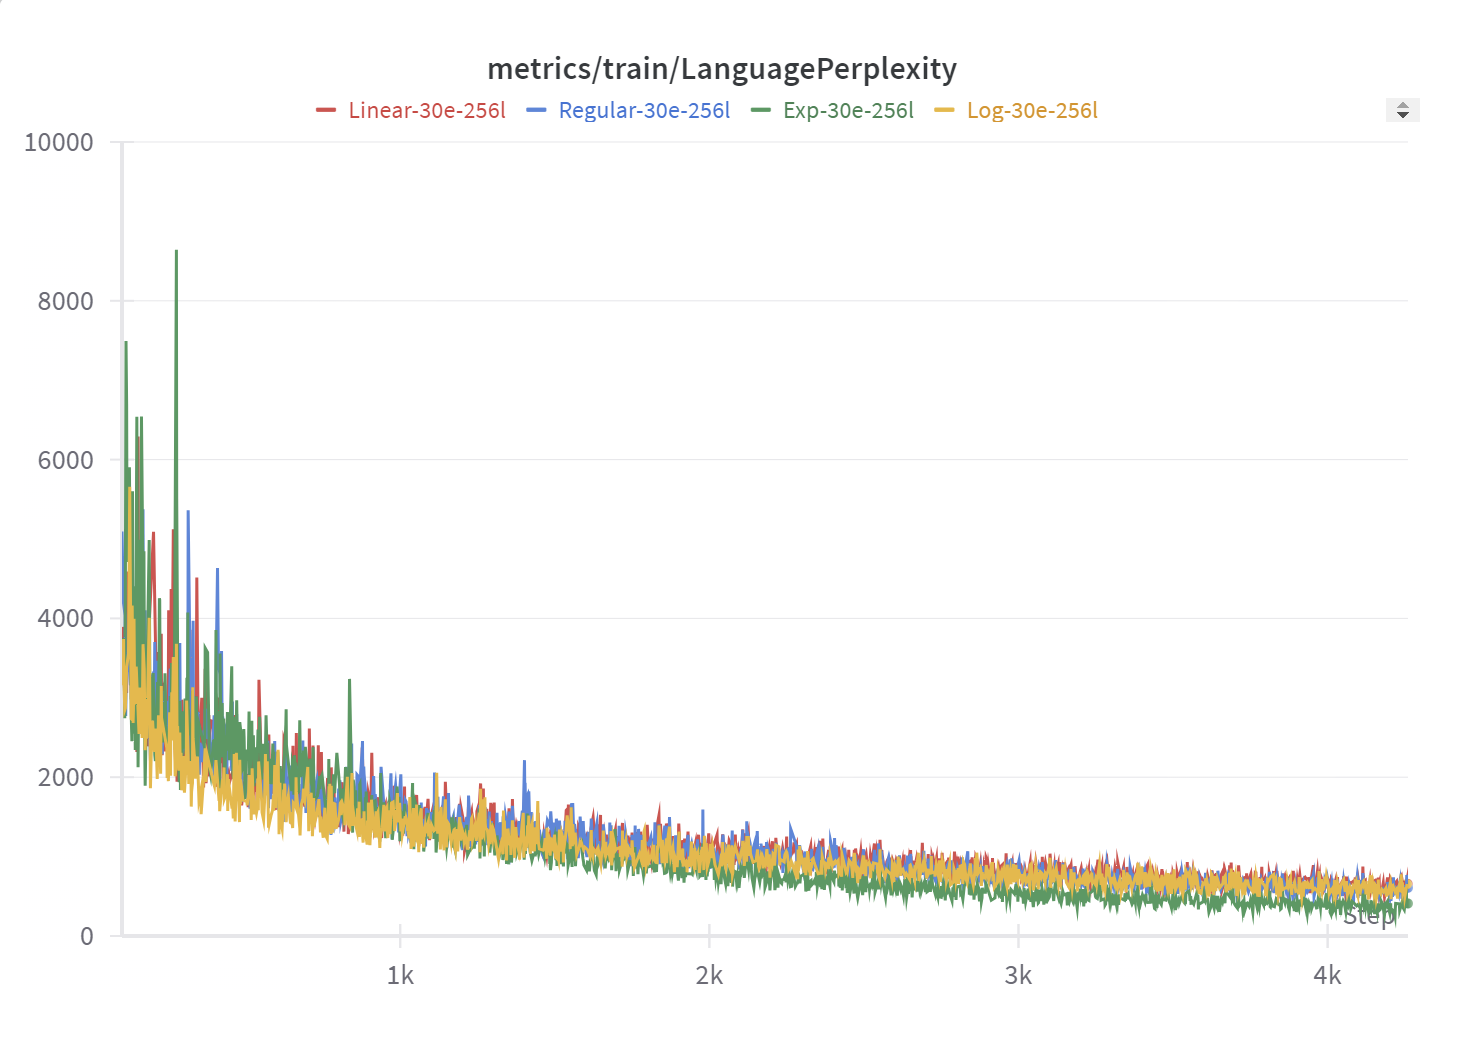 metrics/train/LanguagePerplexity
Linear-30e-256l Regular-30e-256l Exp-30e-256l Log-30e-256l
10000
8000
6000
4000
2000
0
Step
1k 2k 3k 4k